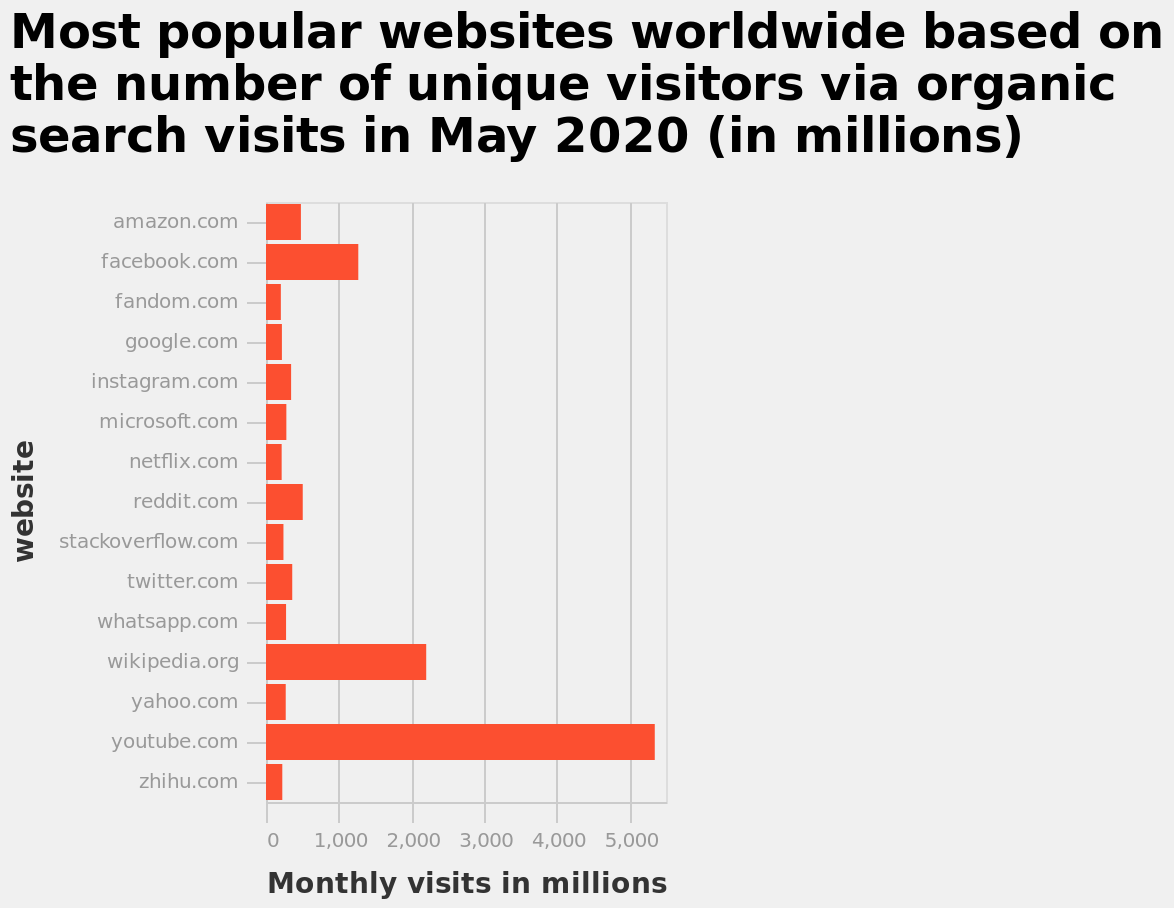 Most popular websites worldwide based on
the number of unique visitors via organic
search visits in May 2020 (in millions)
website
amazon.com
facebook.com
fandom.com
google.com
instagram.com
microsoft.com
netflix.com
reddit.com
stackoverflow.com
twitter.com
whatsapp.com
wikipedia.org
yahoo.com
youtube.com
zhihu.com
0 1,000 2,000 3,000 4,000 5,000
Monthly visits in millions